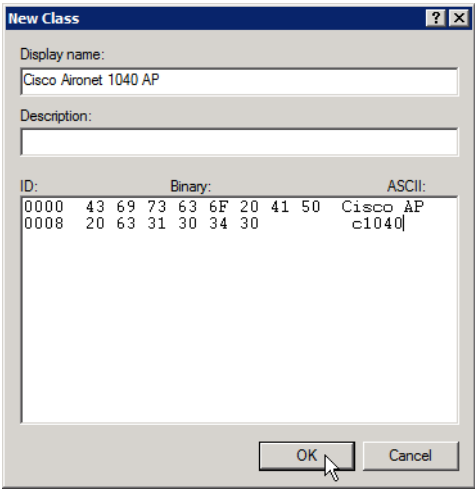 New Class
Display name:
Cisco Aironet 1040 AP
Description:
ID: Binary: ASCII:
0000 43 69 73 63 6F 20 41 50 Cisco AP
0008 20 63 31 30 34 30 c1040
OK Cancel